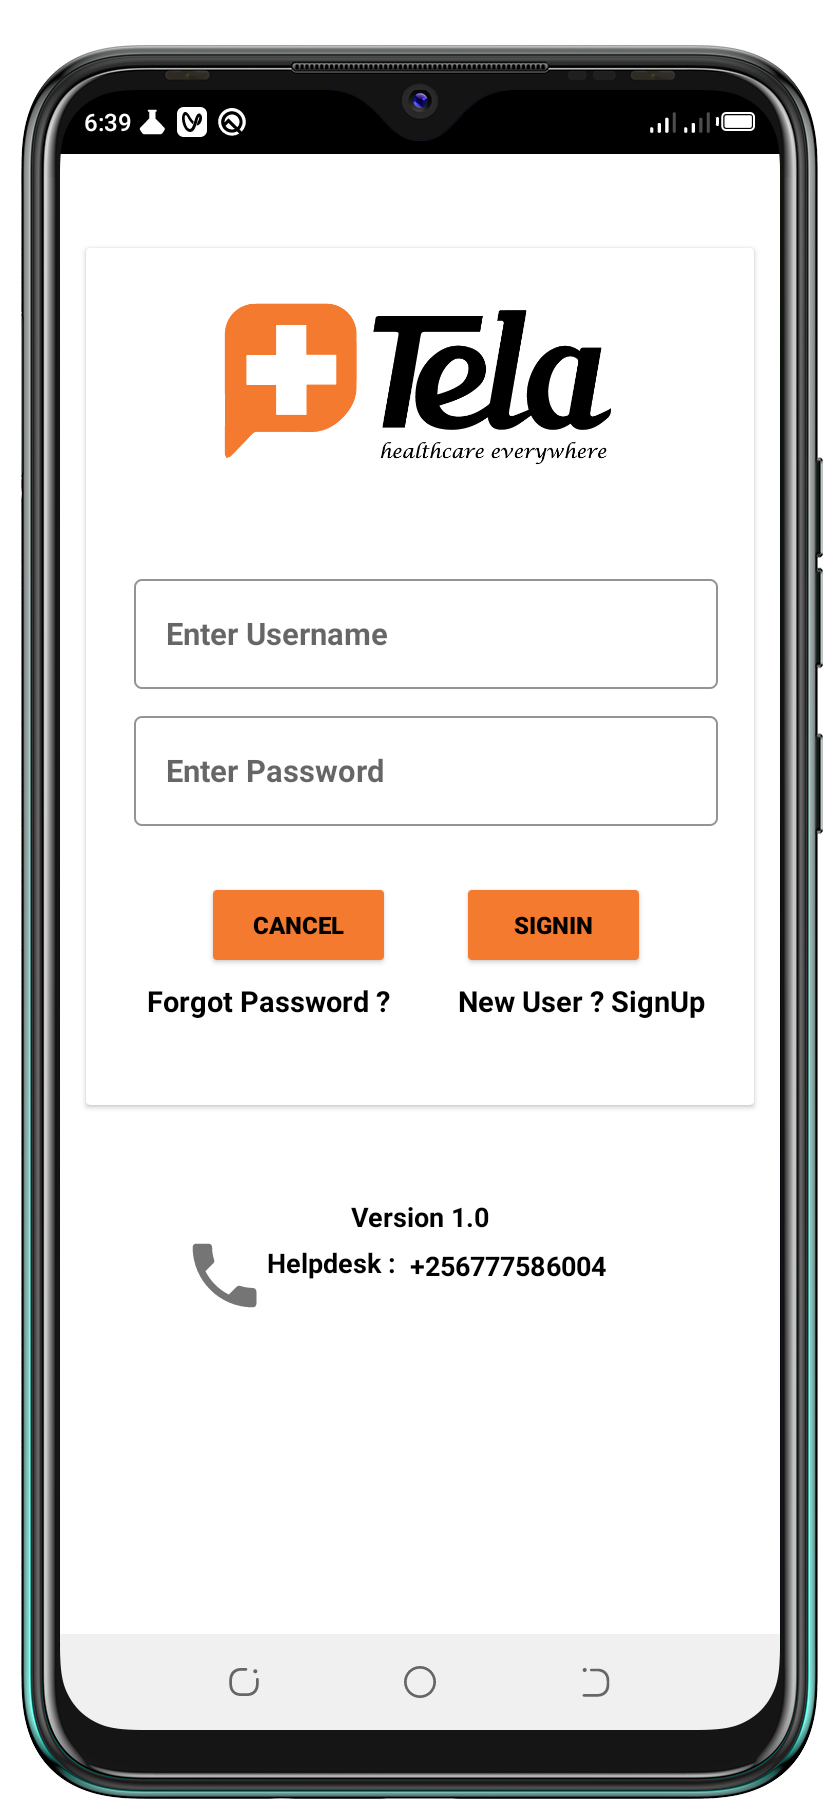 6:39
Tela
healthcare everywhere
Enter Username
Enter Password
CANCEL SIGNIN
Forgot Password ? New User ? SignUp
Version 1.0
Helpdesk : +256777586004